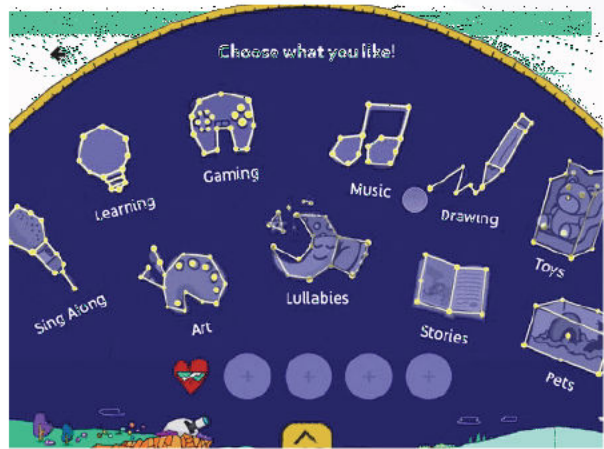 Choose what you like!
Learning
Gaming
Music
Drawing
Toys
Sing Along
Art
Lullabies
Stories
Pets